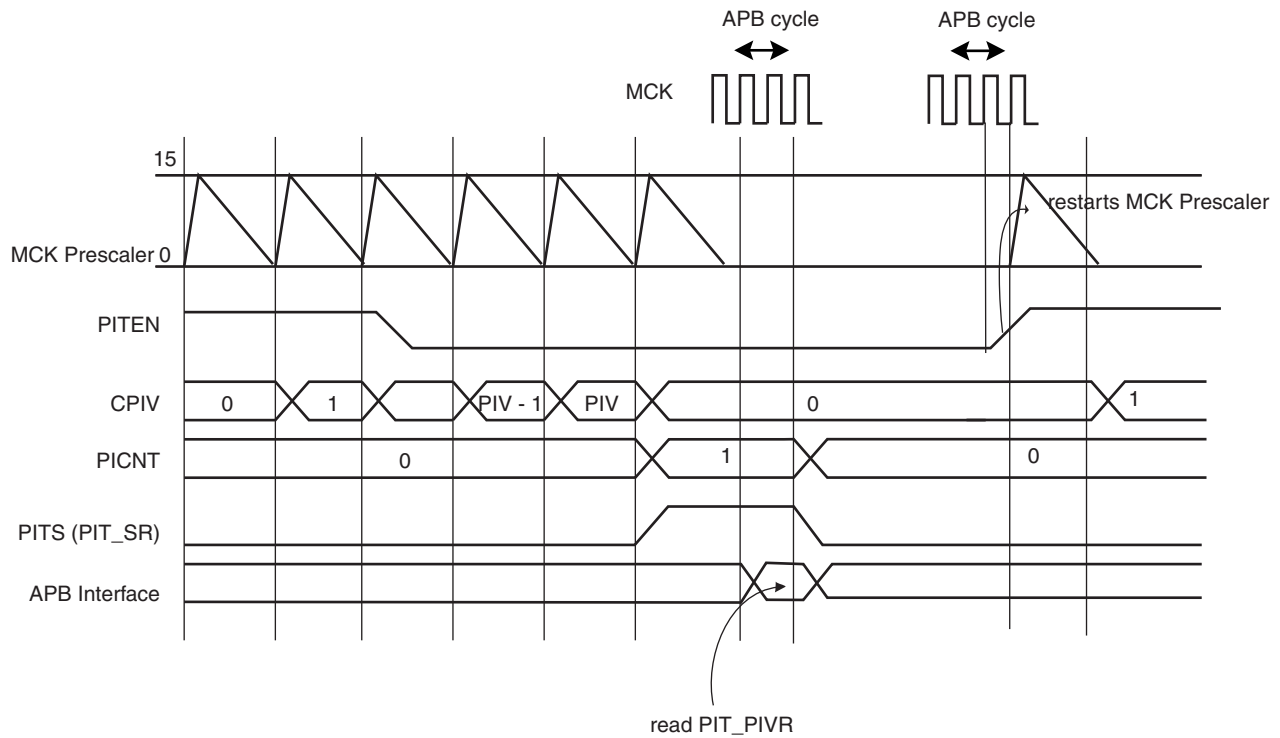 APB cycle
APB cycle
MCK
15
restarts MCK Prescaler
MCK Prescaler 0
PITEN
CPIV
0
1
PIV - 1
PIV
0
1
PICNT
0
1
0
PITS (PIT_SR)
APB Interface
read PIT_PIVR